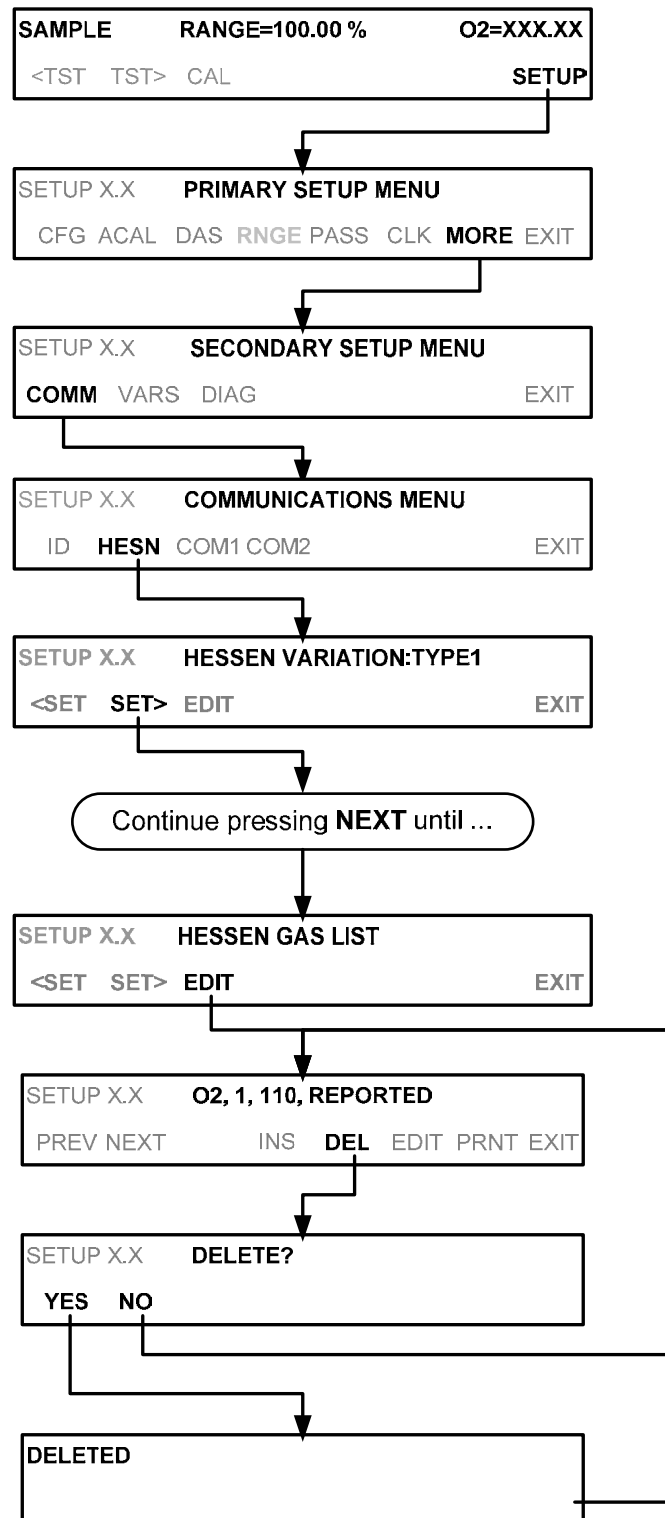 SAMPLE RANGE=100.00 % O2=XXX.XX
<TST TST> CAL SETUP
SETUP X.X PRIMARY SETUP MENU
CFG ACAL DAS RNGE PASS CLK MORE EXIT
SETUP X.X SECONDARY SETUP MENU
COMM VARS DIAG EXIT
SETUP X.X COMMUNICATIONS MENU
ID HESN COM1 COM2 EXIT
SETUP X.X HESSEN VARIATION:TYPE1
<SET SET> EDIT EXIT
Continue pressing NEXT until ...
SETUP X.X HESSEN GAS LIST
<SET SET> EDIT EXIT
SETUP X.X O2, 1, 110, REPORTED
PREV NEXT INS DEL EDIT PRNT EXIT
SETUP X.X DELETE?
YES NO
DELETED